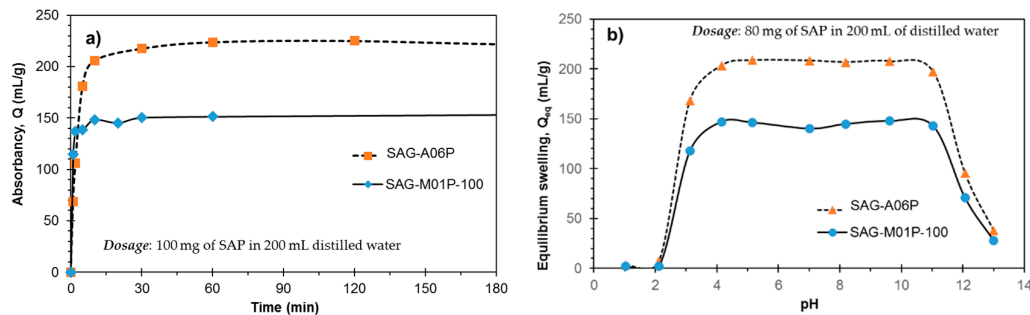 a)
Absorbancy, Q (mL/g)
250
200
150
100
50
0
SAG-A06P
SAG-M01P-100
Dosage: 100 mg of SAP in 200 mL distilled water
0 30 60 90 120 150 180
Time (min)
b)
Dosage: 80 mg of SAP in 200 mL of distilled water
Equilibrium swelling, Qeq (mL/g)
250
200
150
100
50
0
SAG-A06P
SAG-M01P-100
0 2 4 6 8 10 12 14
pH